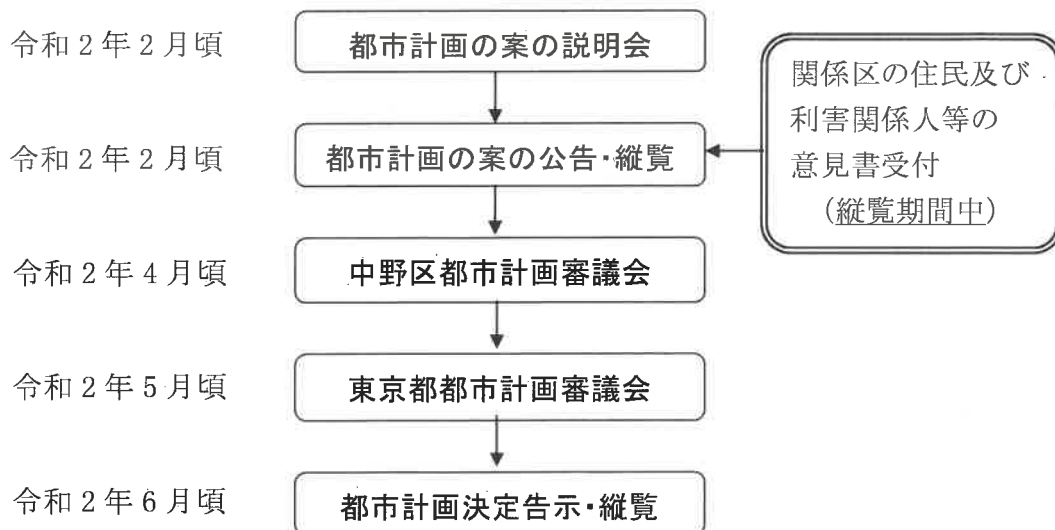 令和２年２月頃
都市計画の案の説明会
関係区の住民及び
利害関係人等の
意見書受付
（縦覧期間中）
令和２年２月頃
都市計画の案の公告・縦覧
令和２年４月頃
中野区都市計画審議会
令和２年５月頃
東京都都市計画審議会
令和２年６月頃
都市計画決定告示・縦覧